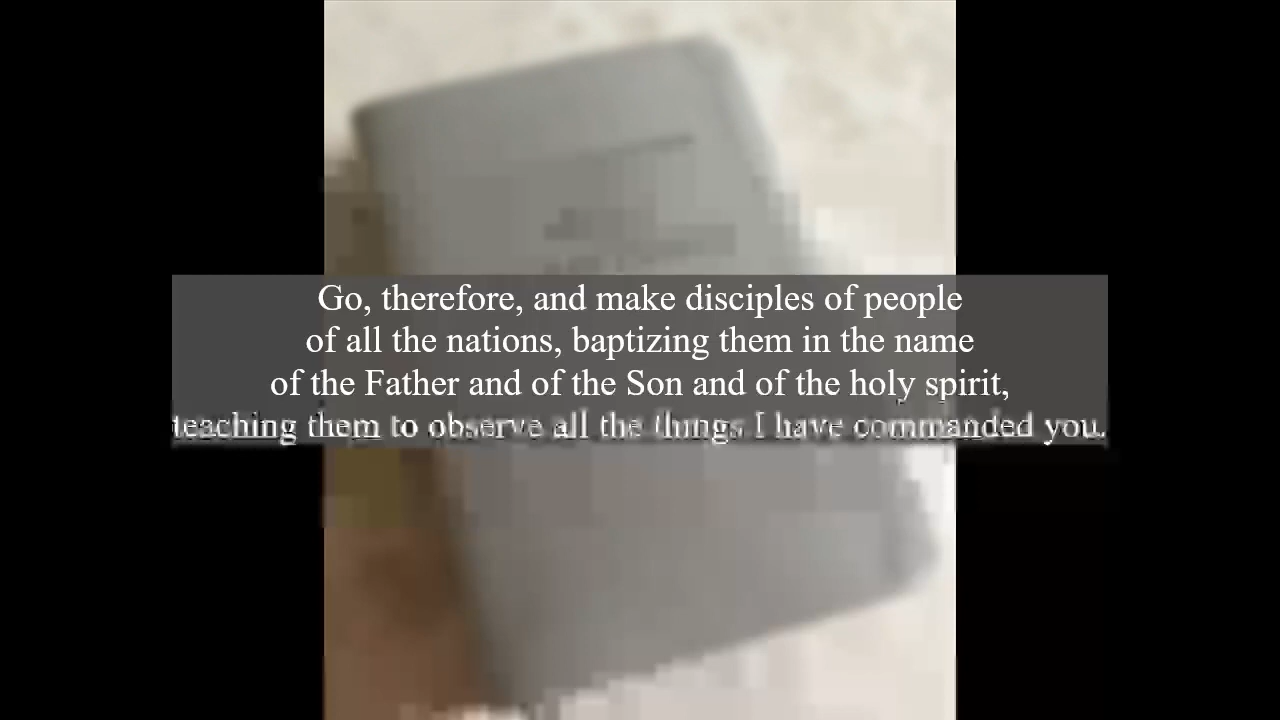 Go, therefore, and make disciples of people
of all the nations, baptizing them in the name
of the Father and of the Son and of the holy spirit,
teaching them to observe all the things I have commanded you.